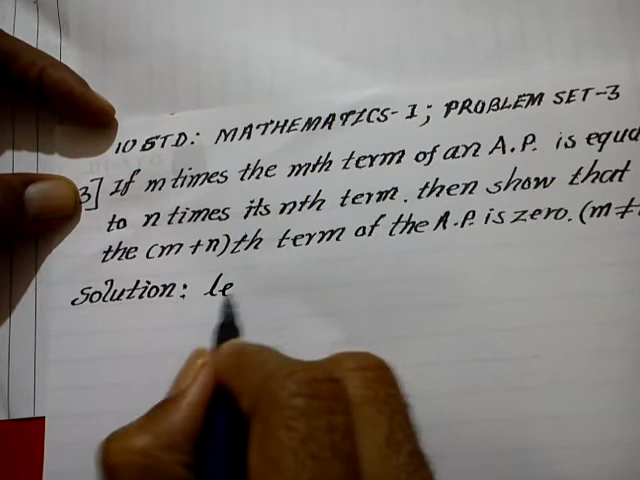 10 STD: MATHEMATICS-I; PROBLEM SET-3
3] If m times the mth term of an A.P. is equa
to n times its nth term. then show that
the (m+n)th term of the A.P. is zero. (m≠
Solution: le